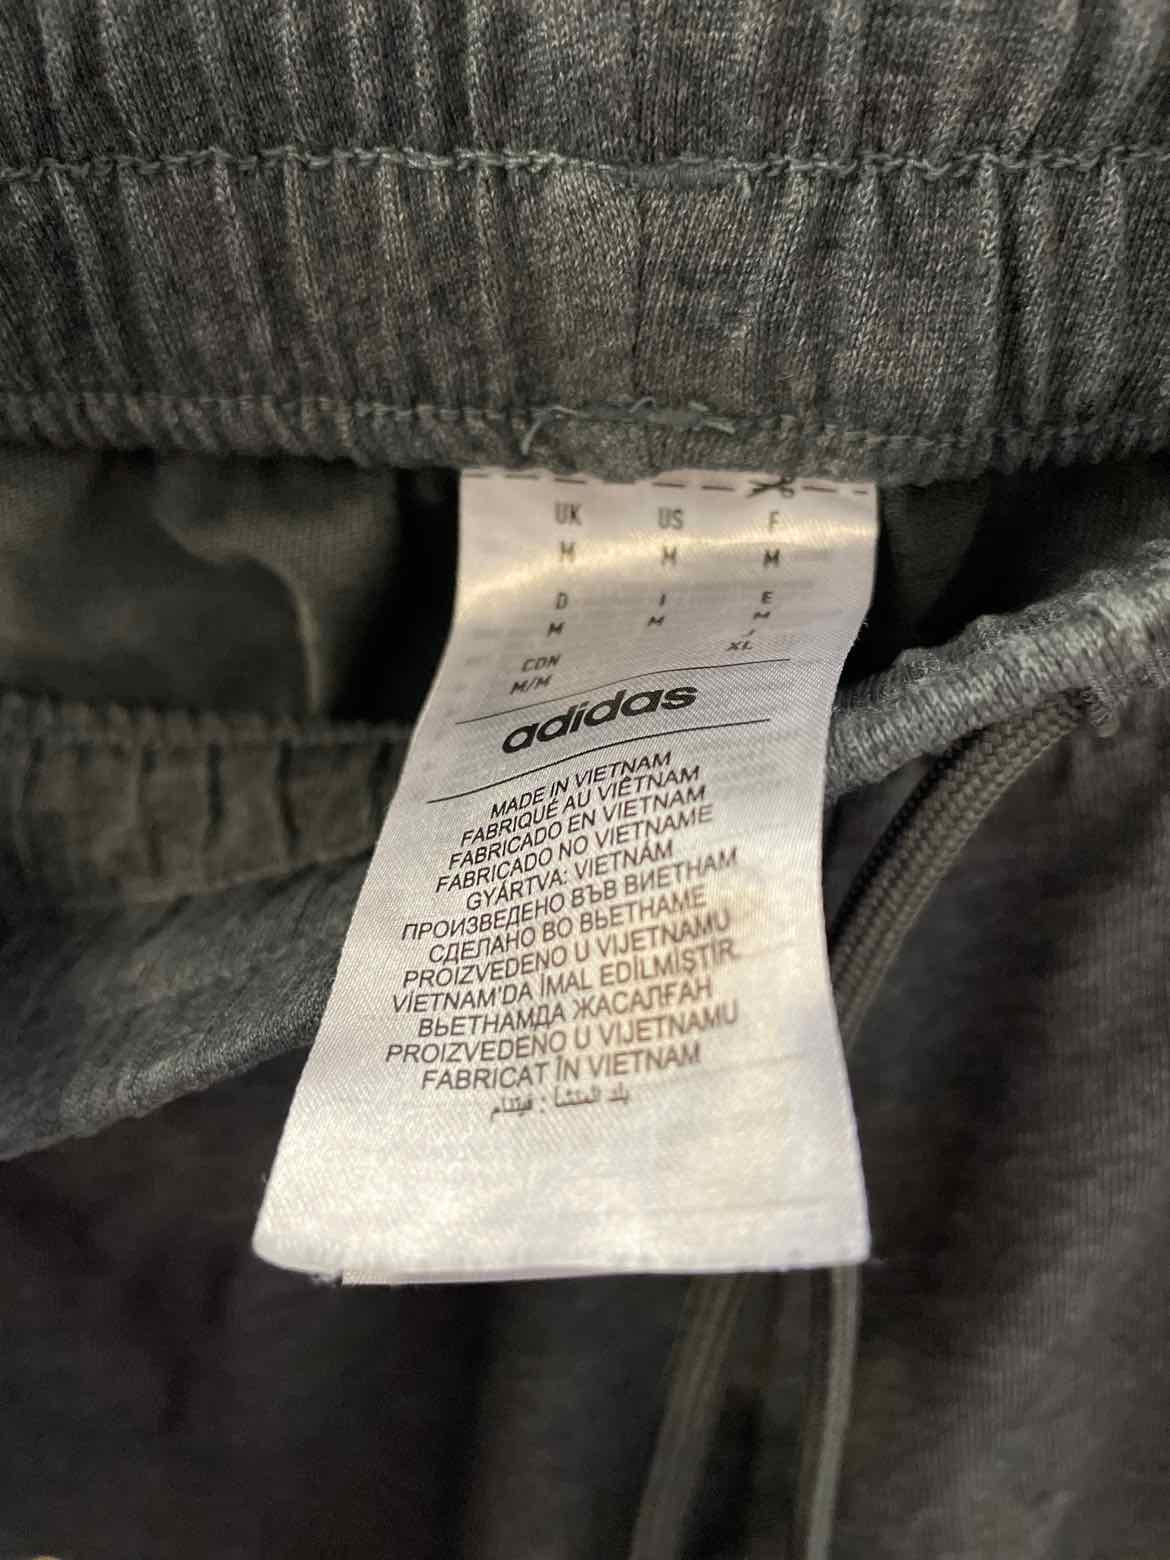 UK US F
M M M
D I E
M M M
CDN J
M/M XL
adidas
MADE IN VIETNAM
FABRIQUÉ AU VIÊTNAM
FABRICADO EN VIETNAM
FABRICADO NO VIETNAME
GYÁRTVA: VIETNÁM
ПРОИЗВЕДЕНО ВЪВ ВИЕТНАМ
СДЕЛАНО ВО ВЬЕТНАМЕ
PROIZVEDENO U VIJETNAMU
VİETNAM'DA İMAL EDİLMİŞTİR.
ВЬЕТНАМДА ЖАСАЛҒАН
PROIZVEDENO U VIJETNAMU
FABRICAT ÎN VIETNAM
بلد المنشأ : فيتنام